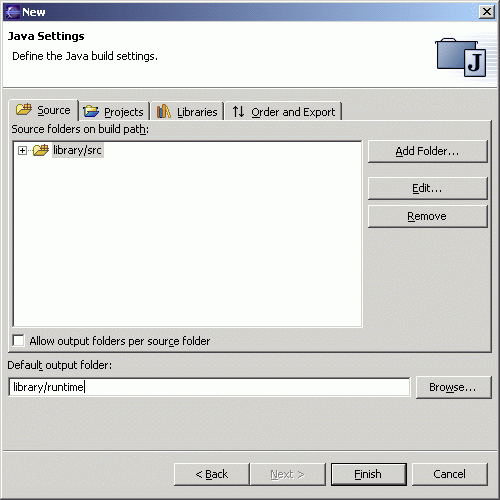 New
Java Settings
Define the Java build settings.
J
Source Projects Libraries Order and Export
Source folders on build path:
library/src
Add Folder...
Edit...
Remove
Allow output folders per source folder
Default output folder:
library/runtime
Browse...
< Back Next > Finish Cancel